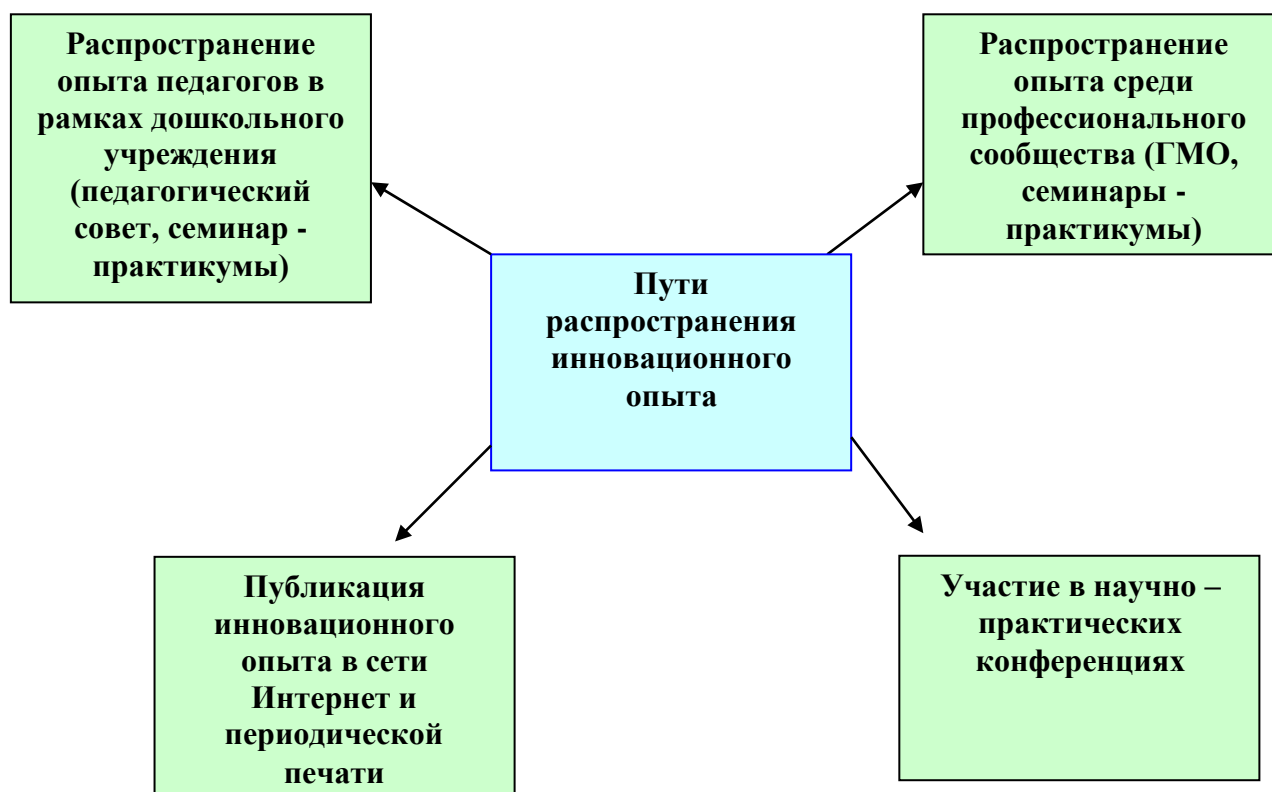 Распространение
опыта педагогов в
рамках дошкольного
учреждения
(педагогический
совет, семинар -
практикумы)
Распространение
опыта среди
профессионального
сообщества (ГМО,
семинары -
практикумы)
Пути
распространения
инновационного
опыта
Публикация
инновационного
опыта в сети
Интернет и
периодической
печати
Участие в научно –
практических
конференциях